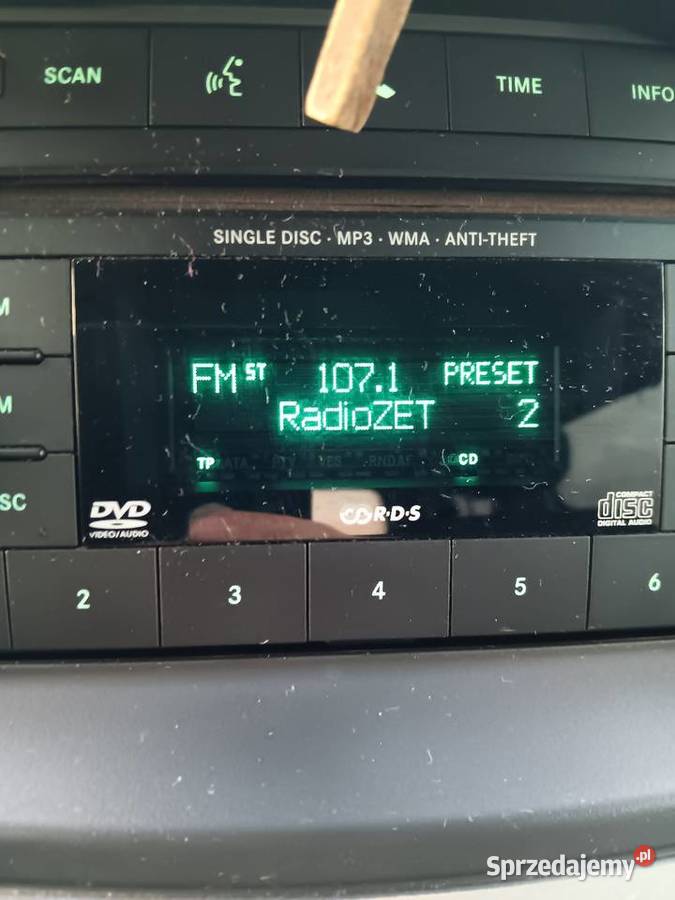 SCAN
TIME
INFO
SINGLE DISC · MP3 · WMA · ANTI-THEFT
M
FM ST 107.1 PRESET
RadioZET 2
M
TP CD
SC
DVD
VIDEO/AUDIO
R·D·S
COMPACT
disc
DIGITAL AUDIO
2
3
4
5
6
Sprzedajemy.pl